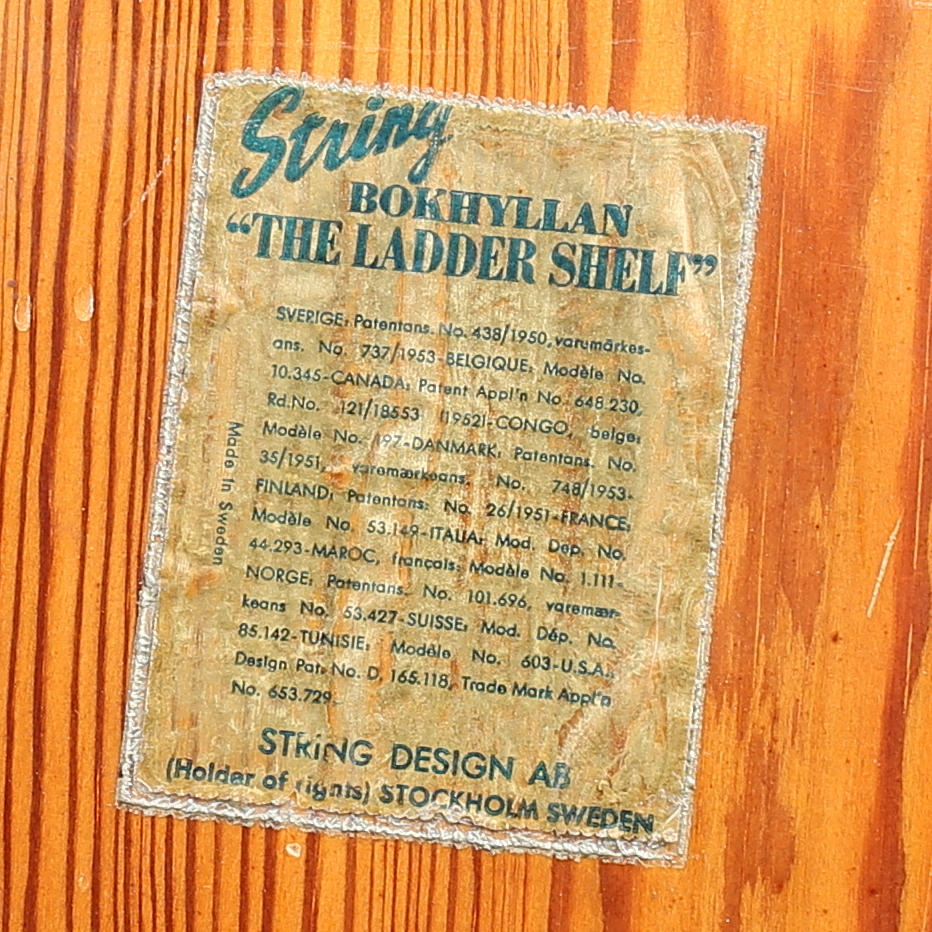 String
BOKHYLLAN
“THE LADDER SHELF”
SVERIGE: Patentans. No. 438/1950, varumärkes-
ans. No. 737/1953-BELGIQUE: Modèle No.
10.345-CANADA: Patent Appl'n No. 648.230,
Rd.No. 121/18553 (1952)-CONGO, belge:
Modèle No. 197-DANMARK: Patentans. No.
35/1951, varemærkeans. No. 748/1953-
FINLAND: Patentans. No. 26/1951-FRANCE:
Modèle No. 53.149-ITALIA: Mod. Dep. No.
44.293-MAROC, français: Modèle No. 1.111-
NORGE: Patentans. No. 101.696, varemær-
keans No. 53.427-SUISSE: Mod. Dép. No.
85.142-TUNISIE: Modèle No. 603-U.S.A.:
Design Pat. No. D, 165.118, Trade Mark Appl'n
No. 653.729.
Made in Sweden
STRING DESIGN AB
(Holder of rights) STOCKHOLM SWEDEN